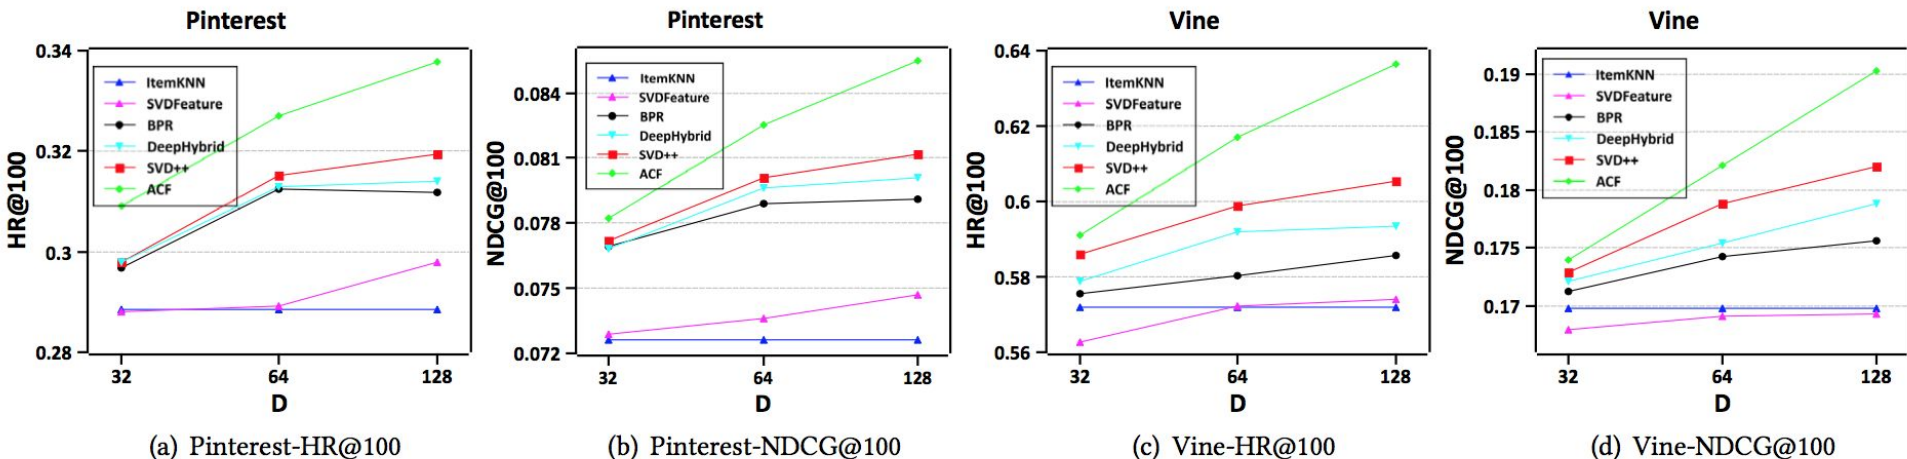 Pinterest
HR@100
0.34
0.32
0.3
0.28
ItemKNN
SVDFeature
BPR
DeepHybrid
SVD++
ACF
32 64 128
D
(a) Pinterest-HR@100
Pinterest
NDCG@100
0.084
0.081
0.078
0.075
0.072
ItemKNN
SVDFeature
BPR
DeepHybrid
SVD++
ACF
32 64 128
D
(b) Pinterest-NDCG@100
Vine
HR@100
0.64
0.62
0.6
0.58
0.56
ItemKNN
SVDFeature
BPR
DeepHybrid
SVD++
ACF
32 64 128
D
(c) Vine-HR@100
Vine
NDCG@100
0.19
0.185
0.18
0.175
0.17
ItemKNN
SVDFeature
BPR
DeepHybrid
SVD++
ACF
32 64 128
D
(d) Vine-NDCG@100